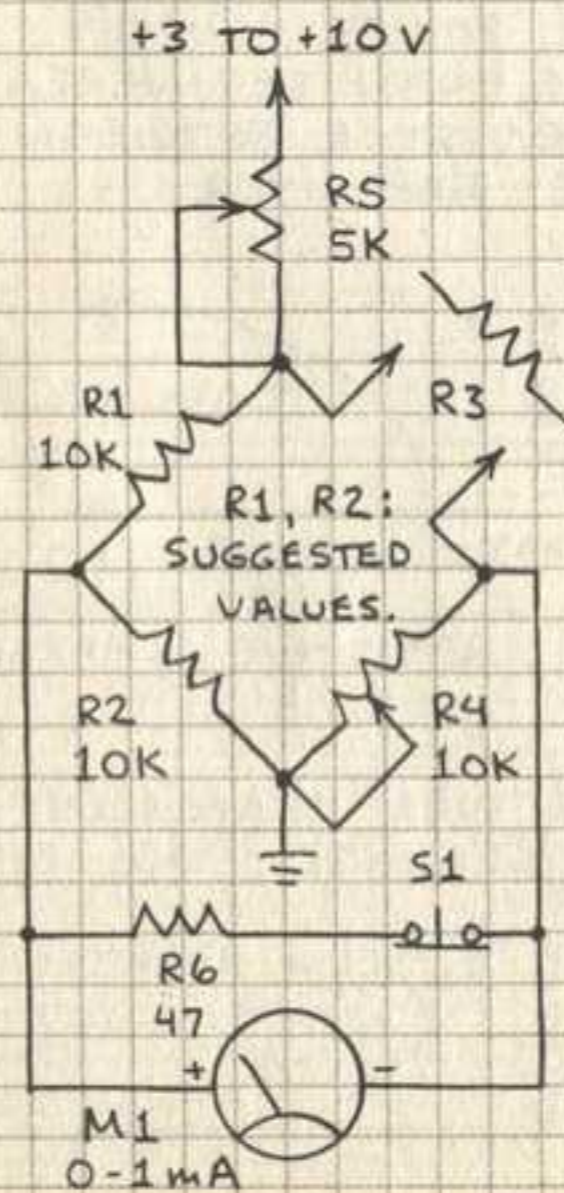 +3 TO +10V
R5
5K
R1
10K
R3
R1, R2:
SUGGESTED
VALUES.
R2
10K
R4
10K
S1
R6
47
+
-
M1
0-1mA